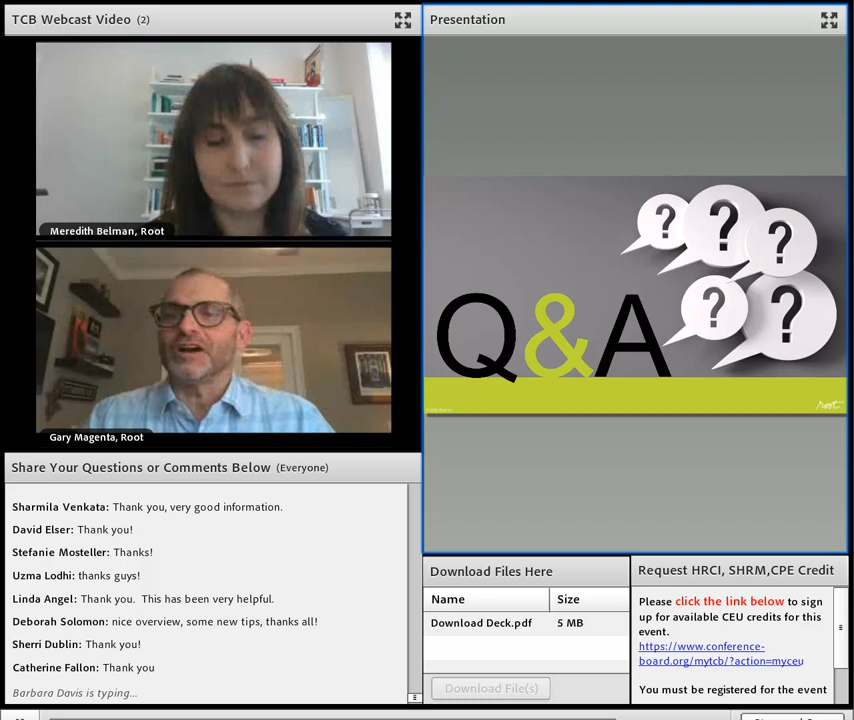 TCB Webcast Video (2)
Meredith Belman, Root
Gary Magenta, Root
Share Your Questions or Comments Below (Everyone)
Sharmila Venkata: Thank you, very good information.
David Elser: Thank you!
Stefanie Mosteller: Thanks!
Uzma Lodhi: thanks guys!
Linda Angel: Thank you. This has been very helpful.
Deborah Solomon: nice overview, some new tips, thanks all!
Sherri Dublin: Thank you!
Catherine Fallon: Thank you
Barbara Davis is typing...
Presentation
? ? ? ? ?
Q&A
root
Download Files Here
Name Size
Download Deck.pdf 5 MB
Download File(s)
Request HRCI, SHRM,CPE Credit
Please click the link below to sign
up for available CEU credits for this
event.
https://www.conference-
board.org/mytcb/?action=myceu
You must be registered for the event